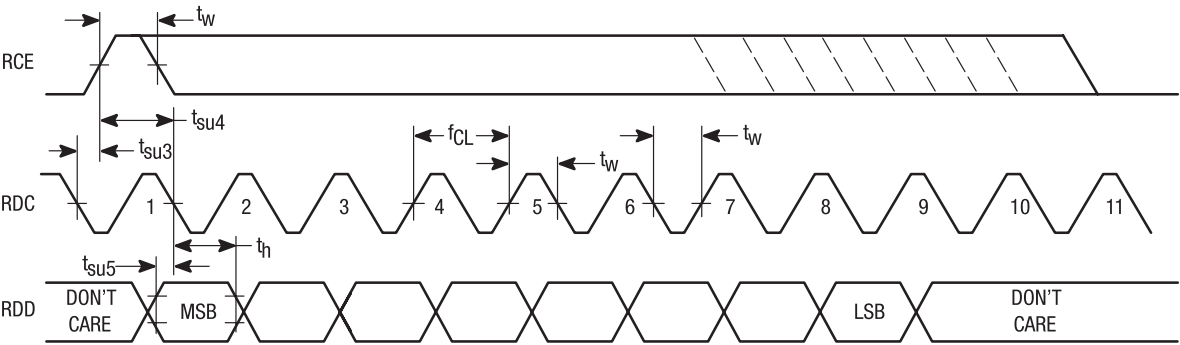 tw
RCE
tsu4
tsu3
fCL
tw
tw
RDC
1 2 3 4 5 6 7 8 9 10 11
th
tsu5
RDD
DON'T
CARE
MSB
LSB
DON'T
CARE